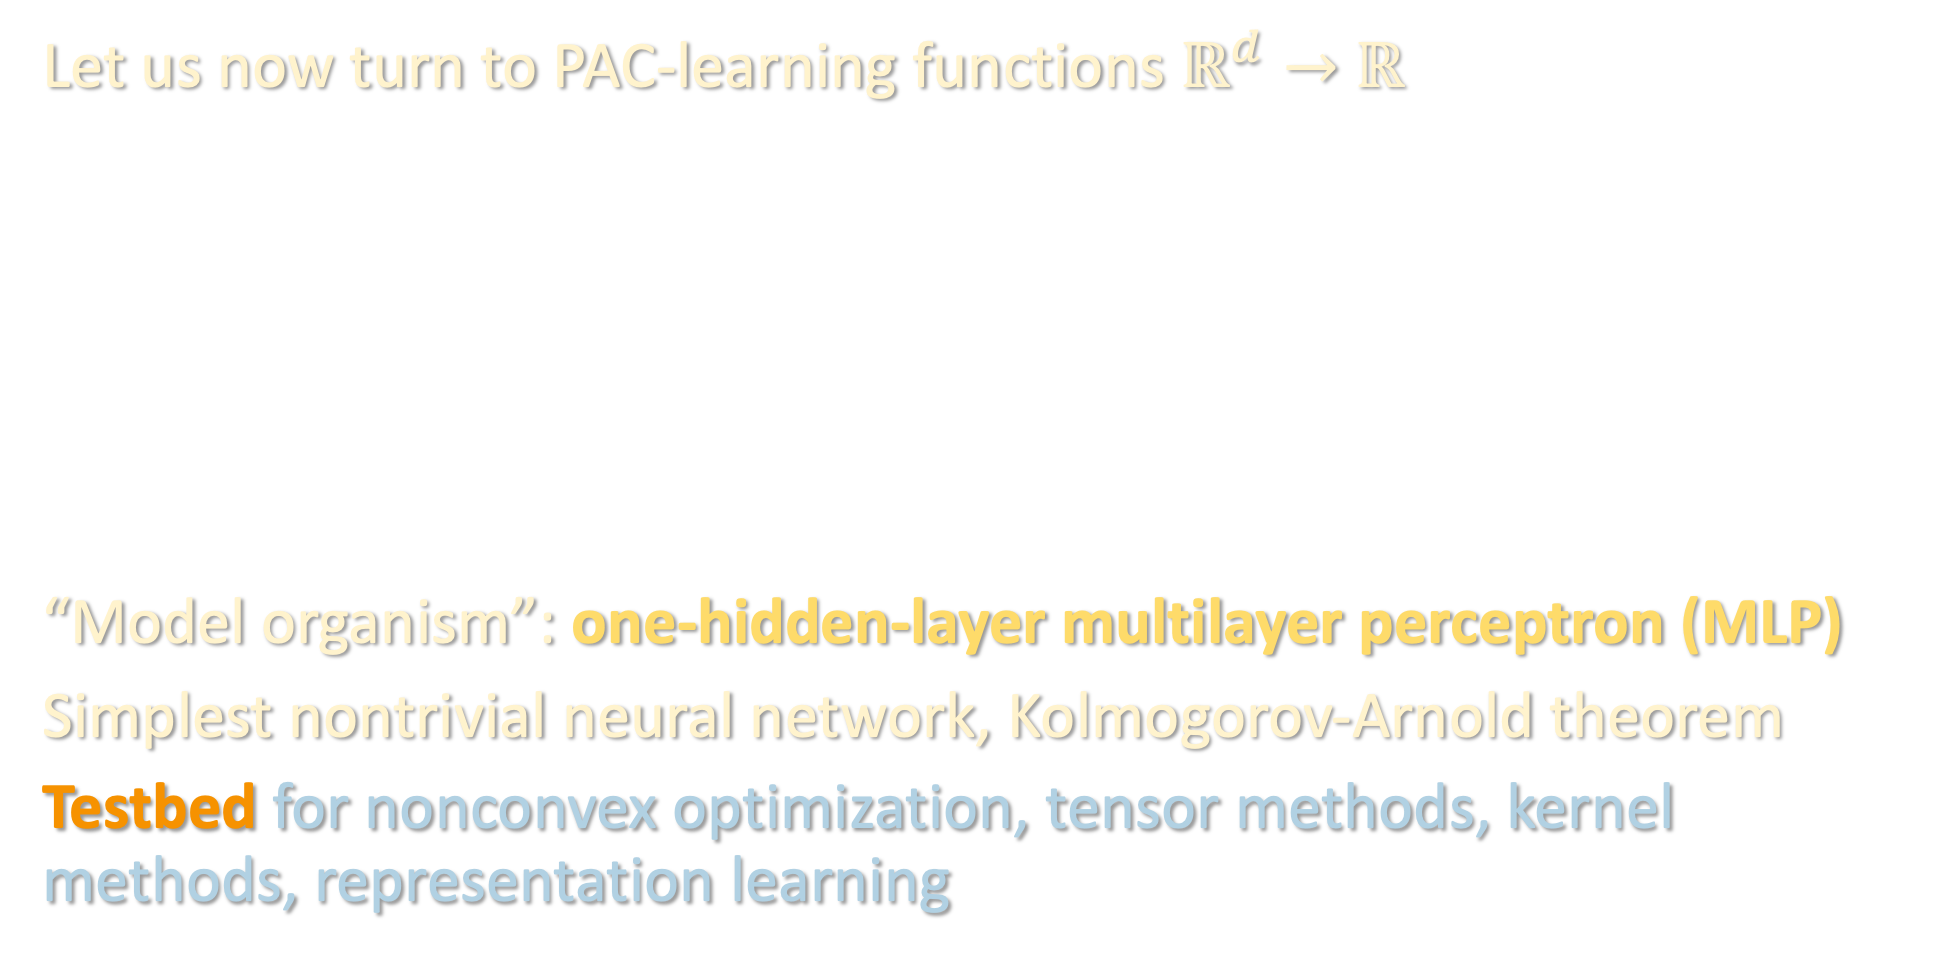 Let us now turn to PAC-learning functions ℝᵈ → ℝ
“Model organism”: one-hidden-layer multilayer perceptron (MLP)
Simplest nontrivial neural network, Kolmogorov-Arnold theorem
Testbed for nonconvex optimization, tensor methods, kernel
methods, representation learning